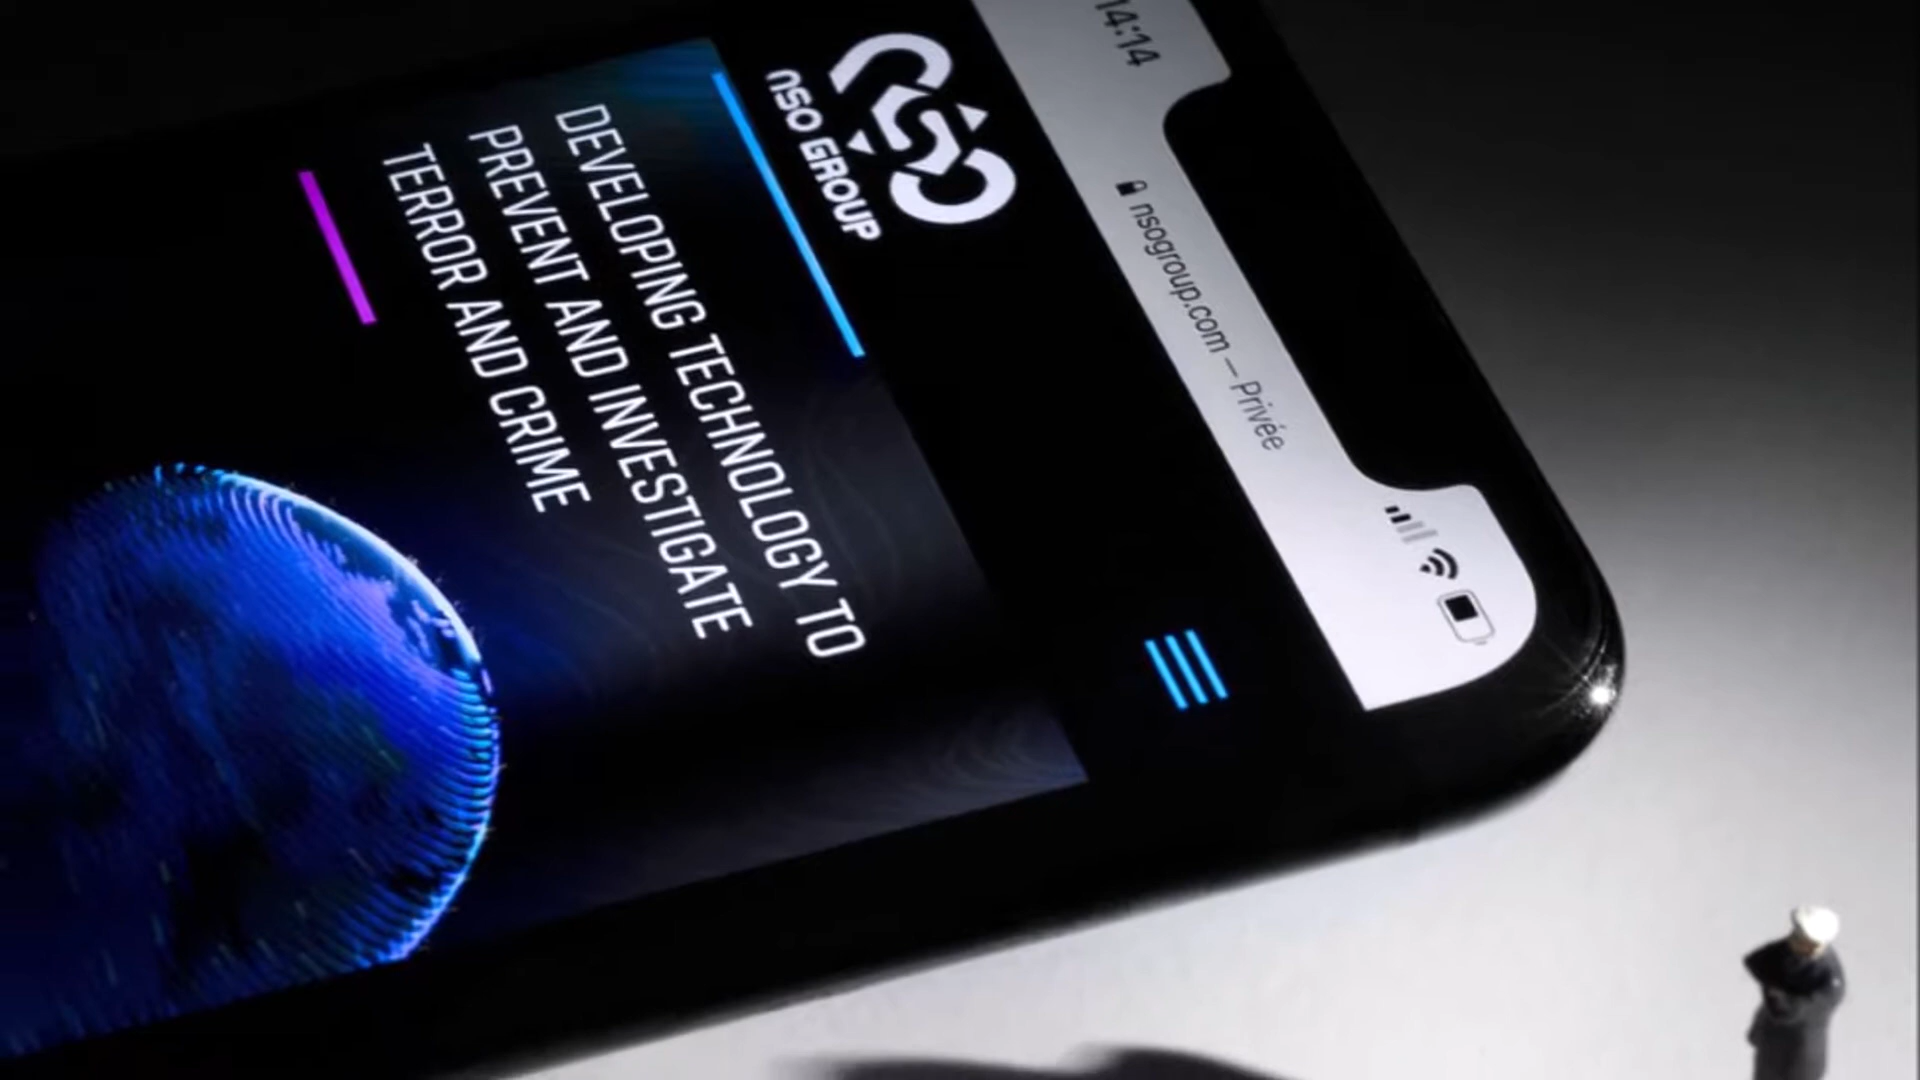 14:14
nsogroup.com — Privée
nso GROUP
DEVELOPING TECHNOLOGY TO
PREVENT AND INVESTIGATE
TERROR AND CRIME